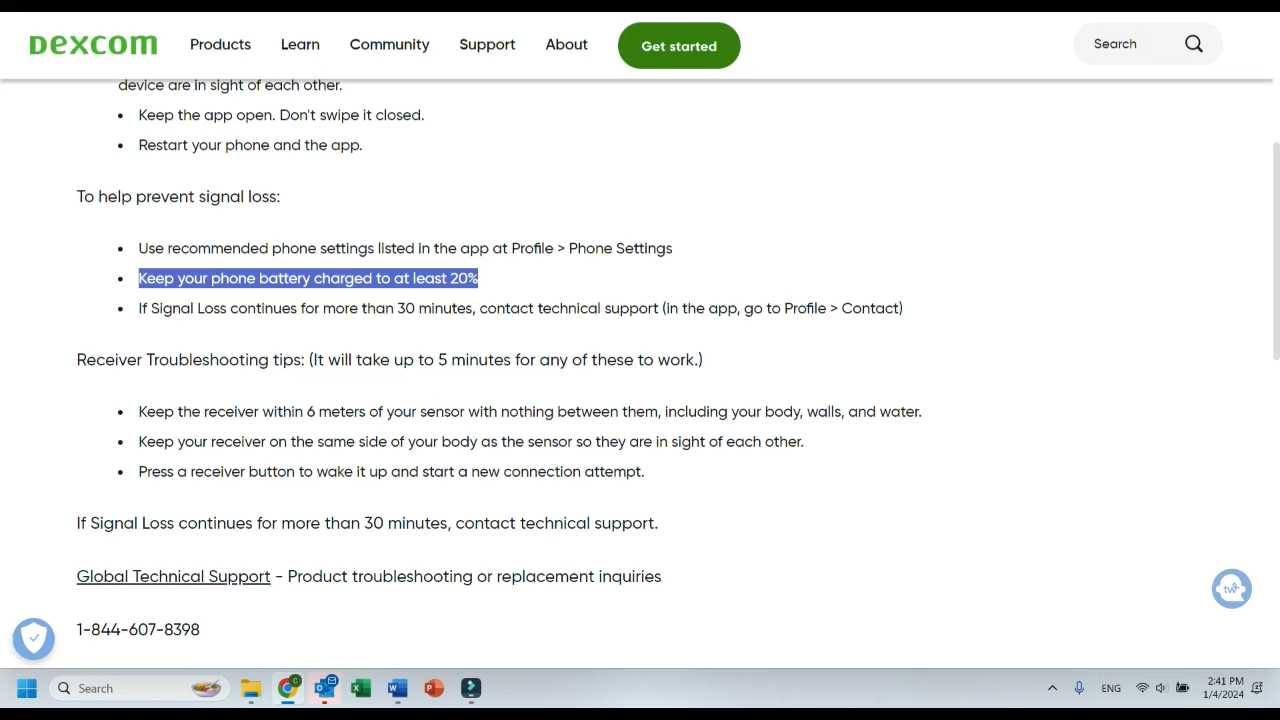 Dexcom
Products Learn Community Support About Get started Search
device are in sight of each other.
Keep the app open. Don't swipe it closed.
Restart your phone and the app.
To help prevent signal loss:
Use recommended phone settings listed in the app at Profile > Phone Settings
Keep your phone battery charged to at least 20%
If Signal Loss continues for more than 30 minutes, contact technical support (in the app, go to Profile > Contact)
Receiver Troubleshooting tips: (It will take up to 5 minutes for any of these to work.)
Keep the receiver within 6 meters of your sensor with nothing between them, including your body, walls, and water.
Keep your receiver on the same side of your body as the sensor so they are in sight of each other.
Press a receiver button to wake it up and start a new connection attempt.
If Signal Loss continues for more than 30 minutes, contact technical support.
Global Technical Support - Product troubleshooting or replacement inquiries
tw
1-844-607-8398
Search
C
W
P
ENG
2:41 PM
1/4/2024